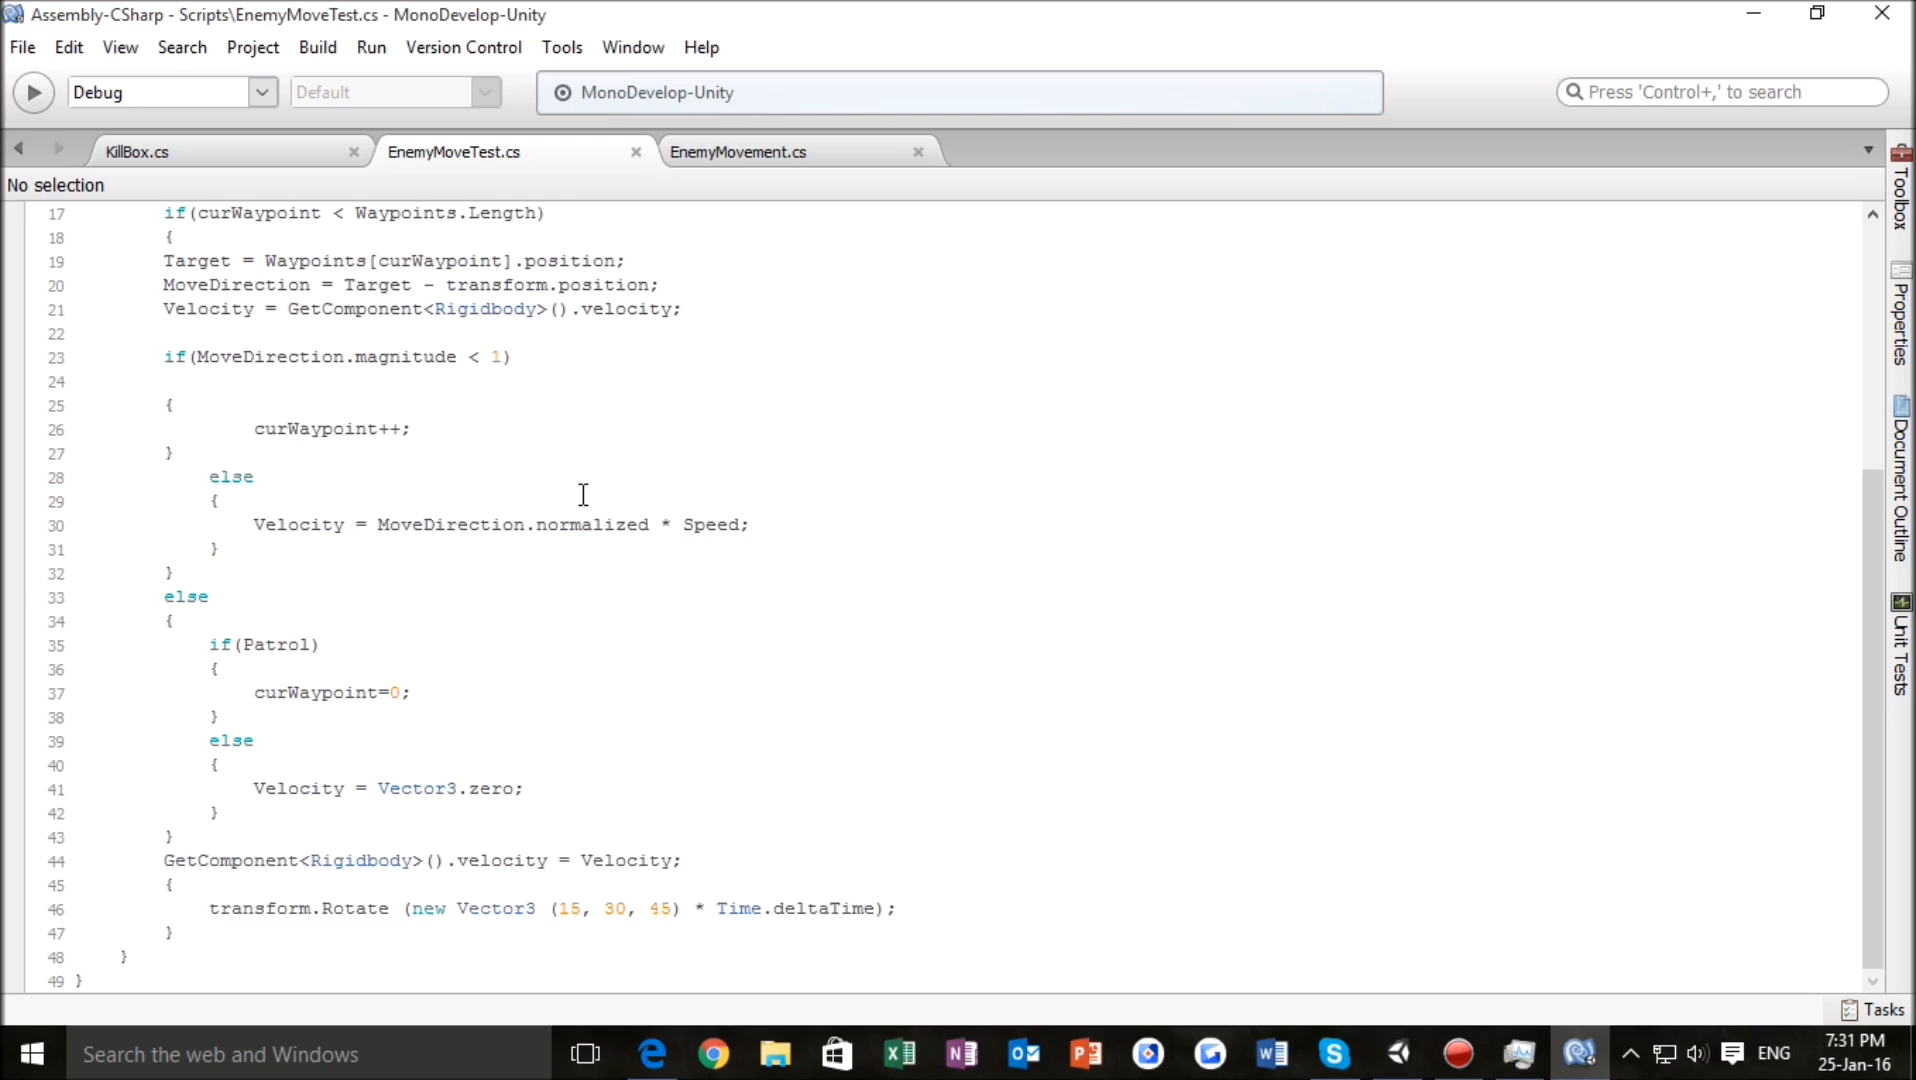 Assembly-CSharp - Scripts\EnemyMoveTest.cs - MonoDevelop-Unity
File Edit View Search Project Build Run Version Control Tools Window Help
Debug Default MonoDevelop-Unity Press 'Control+,' to search
KillBox.cs EnemyMoveTest.cs EnemyMovement.cs
No selection
17 if(curWaypoint < Waypoints.Length)
18 {
19 Target = Waypoints[curWaypoint].position;
20 MoveDirection = Target - transform.position;
21 Velocity = GetComponent<Rigidbody>().velocity;
22
23 if(MoveDirection.magnitude < 1)
24
25 {
26 curWaypoint++;
27 }
28 else
29 {
30 Velocity = MoveDirection.normalized * Speed;
31 }
32 }
33 else
34 {
35 if(Patrol)
36 {
37 curWaypoint=0;
38 }
39 else
40 {
41 Velocity = Vector3.zero;
42 }
43 }
44 GetComponent<Rigidbody>().velocity = Velocity;
45 {
46 transform.Rotate (new Vector3 (15, 30, 45) * Time.deltaTime);
47 }
48 }
49 }
Toolbox
Properties
Document Outline
Unit Tests
Tasks
Search the web and Windows
ENG
7:31 PM
25-Jan-16